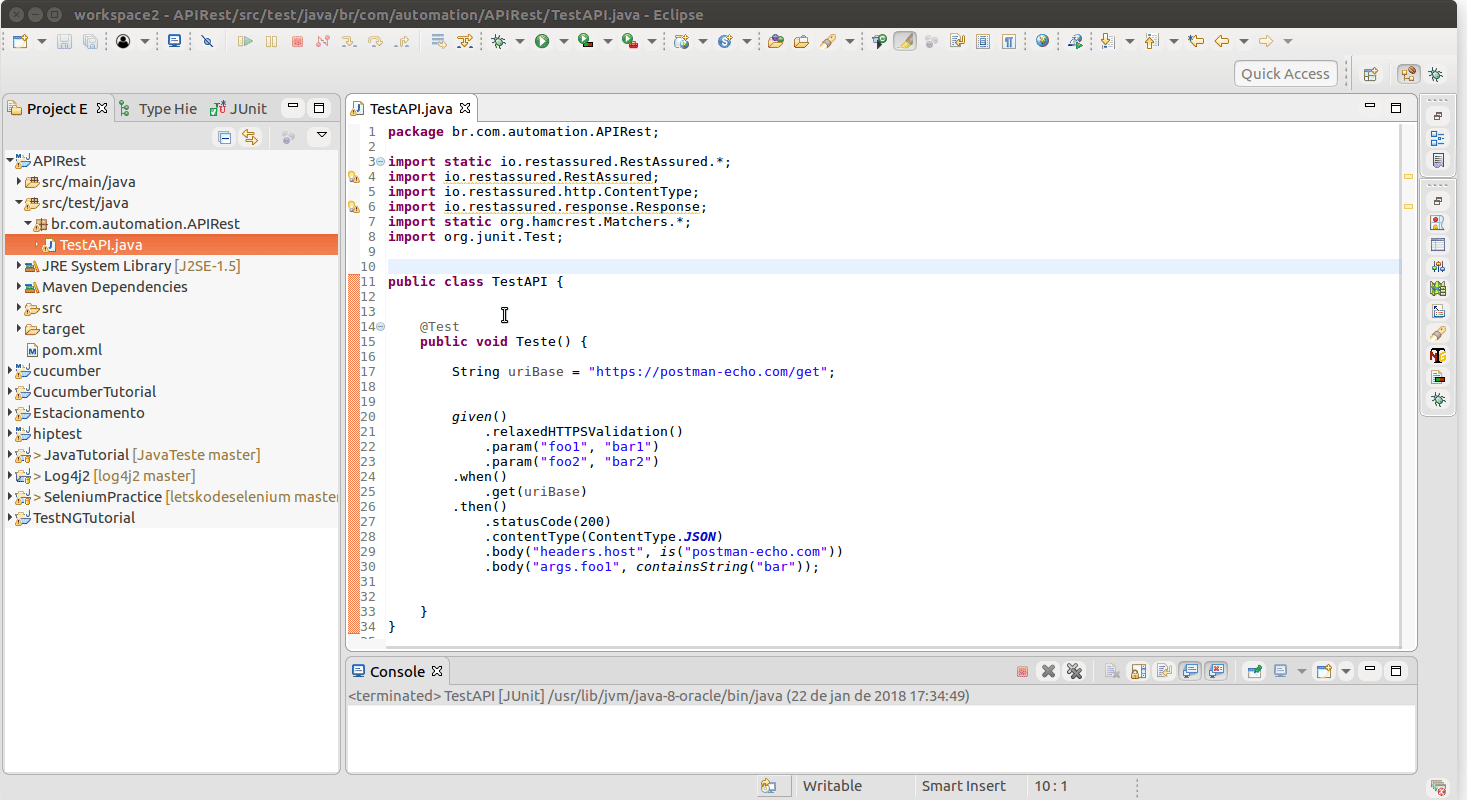 workspace2 - APIRest/src/test/java/br/com/automation/APIRest/TestAPI.java - Eclipse
Quick Access
Project E
Type Hie
JUnit
APIRest
src/main/java
src/test/java
br.com.automation.APIRest
TestAPI.java
JRE System Library [J2SE-1.5]
Maven Dependencies
src
target
pom.xml
cucumber
CucumberTutorial
Estacionamento
hiptest
> JavaTutorial [JavaTeste master]
> Log4j2 [log4j2 master]
> SeleniumPractice [letskodeselenium maste
TestNGTutorial
TestAPI.java
1 package br.com.automation.APIRest;
2
3 import static io.restassured.RestAssured.*;
4 import io.restassured.RestAssured;
5 import io.restassured.http.ContentType;
6 import io.restassured.response.Response;
7 import static org.hamcrest.Matchers.*;
8 import org.junit.Test;
9
10
11 public class TestAPI {
12
13
14     @Test
15     public void Teste() {
16
17         String uriBase = "https://postman-echo.com/get";
18
19
20         given()
21             .relaxedHTTPSValidation()
22             .param("foo1", "bar1")
23             .param("foo2", "bar2")
24         .when()
25             .get(uriBase)
26         .then()
27             .statusCode(200)
28             .contentType(ContentType.JSON)
29             .body("headers.host", is("postman-echo.com"))
30             .body("args.foo1", containsString("bar"));
31
32
33     }
34 }
Console
<terminated> TestAPI [JUnit] /usr/lib/jvm/java-8-oracle/bin/java (22 de jan de 2018 17:34:49)
Writable
Smart Insert
10 : 1